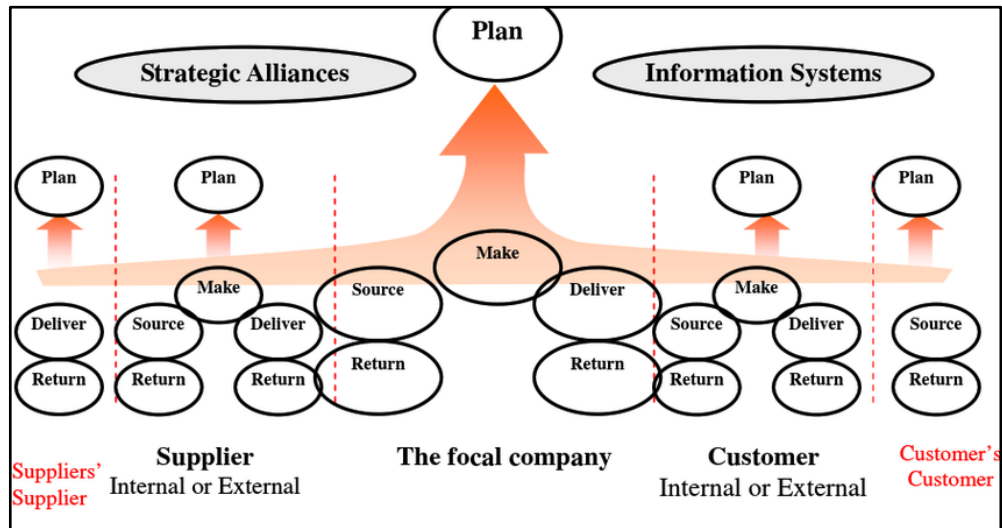 Plan
Strategic Alliances
Information Systems
Plan
Plan
Plan
Plan
Make
Make
Source
Deliver
Make
Deliver
Source
Deliver
Source
Deliver
Source
Return
Return
Return
Return
Return
Return
Return
Return
Suppliers'
Supplier
Supplier
Internal or External
The focal company
Customer
Internal or External
Customer's
Customer